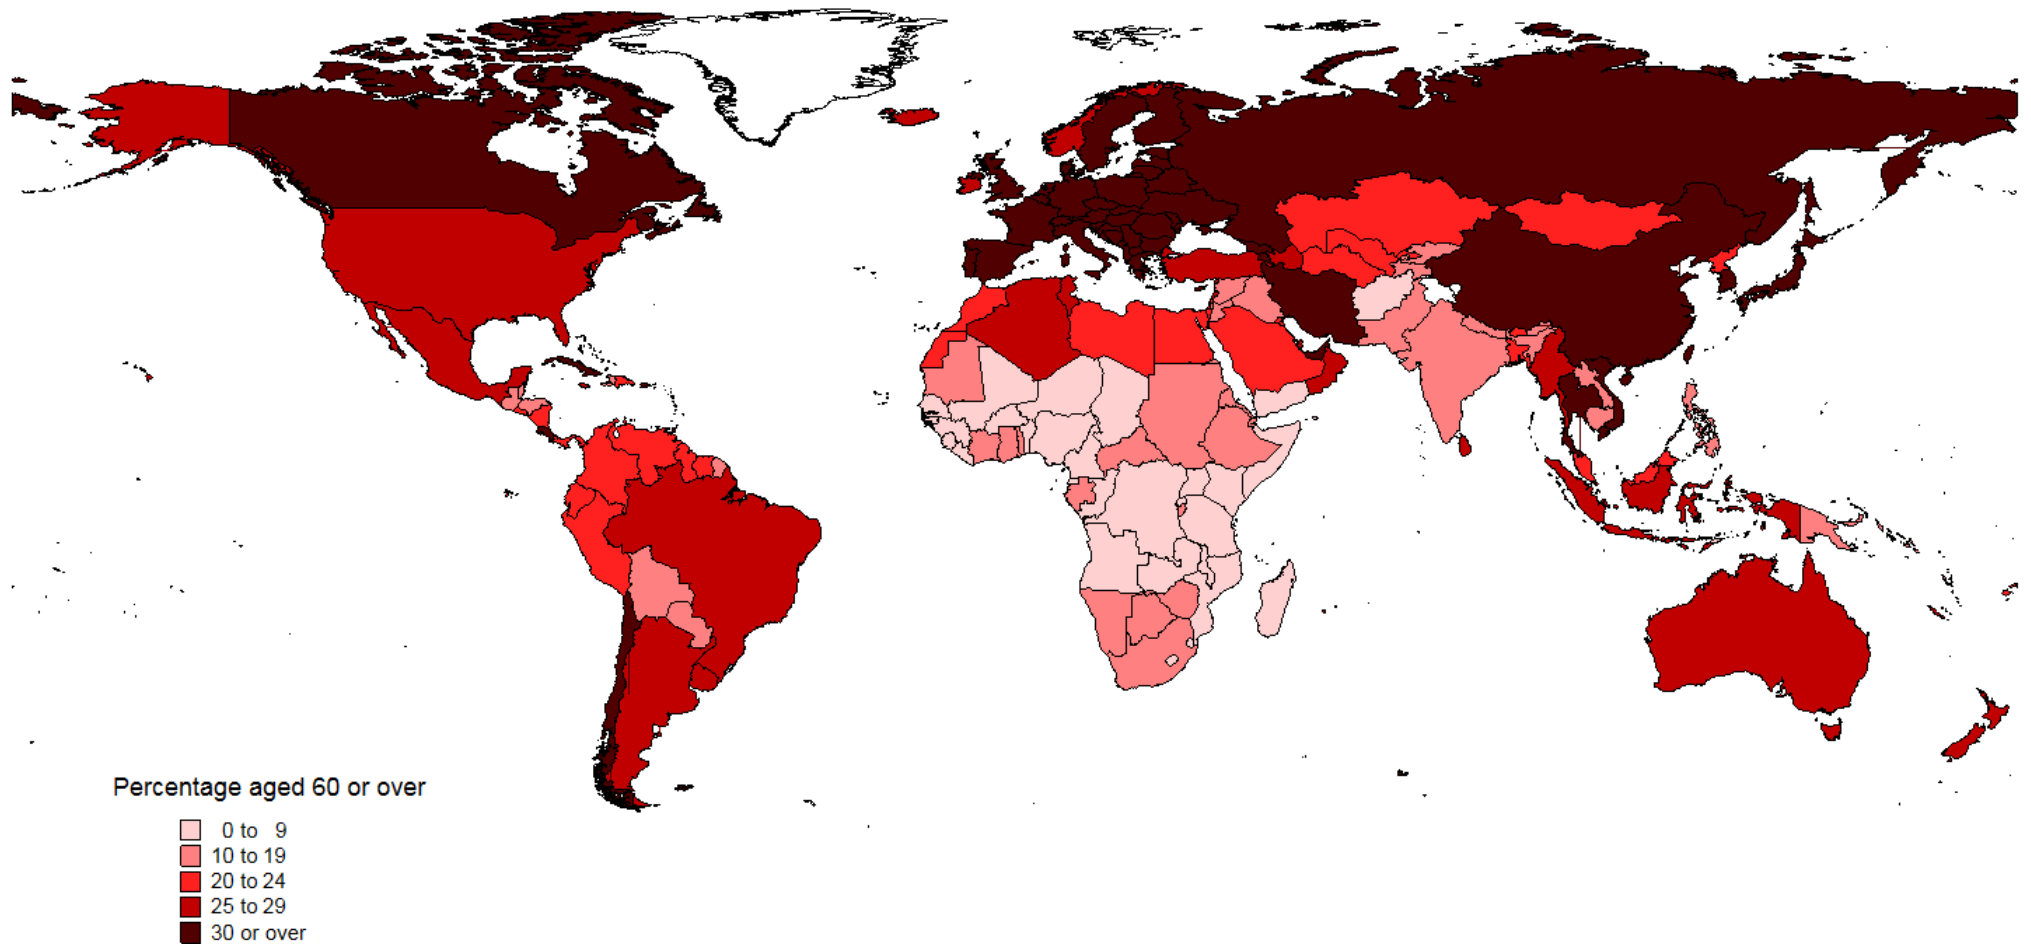 Percentage aged 60 or over
0 to 9
10 to 19
20 to 24
25 to 29
30 or over